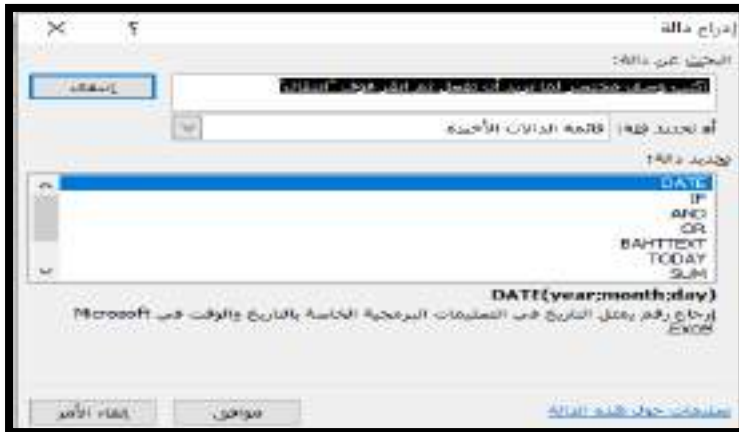 إدراج دالة
البحث عن دالة:
اكتب وصف مختصر لما تريد أن تفعل ثم انقر فوق "انتقال"
انتقال
أو تحديد فئة: قائمة الدالات الأخيرة
تحديد دالة:
DATE
IF
AND
OR
BAHTTEXT
TODAY
SUM
DATE(year;month;day)
إرجاع رقم يمثل التاريخ في التعليمات البرمجية الخاصة بالتاريخ والوقت في Microsoft
Excel.
تعليمات حول هذه الدالة
موافق
إلغاء الأمر